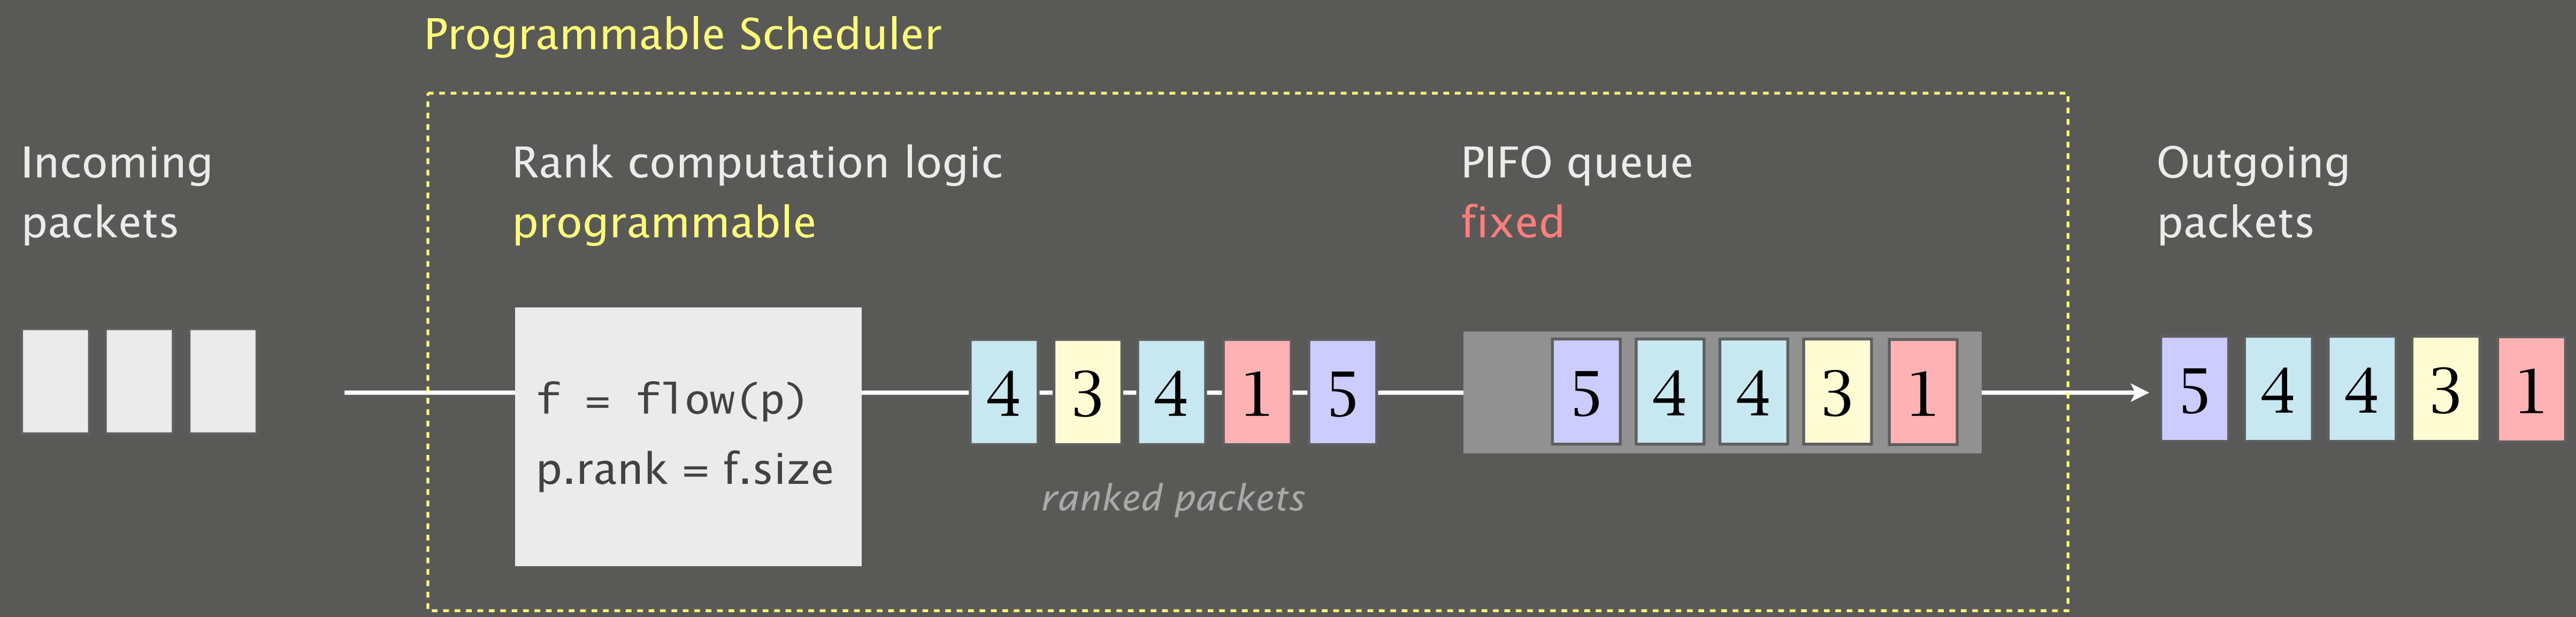 Programmable Scheduler
Incoming
packets
Rank computation logic
programmable
PIFO queue
fixed
Outgoing
packets
f = flow(p)
p.rank = f.size
4 3 4 1 5
ranked packets
5 4 4 3 1
5 4 4 3 1